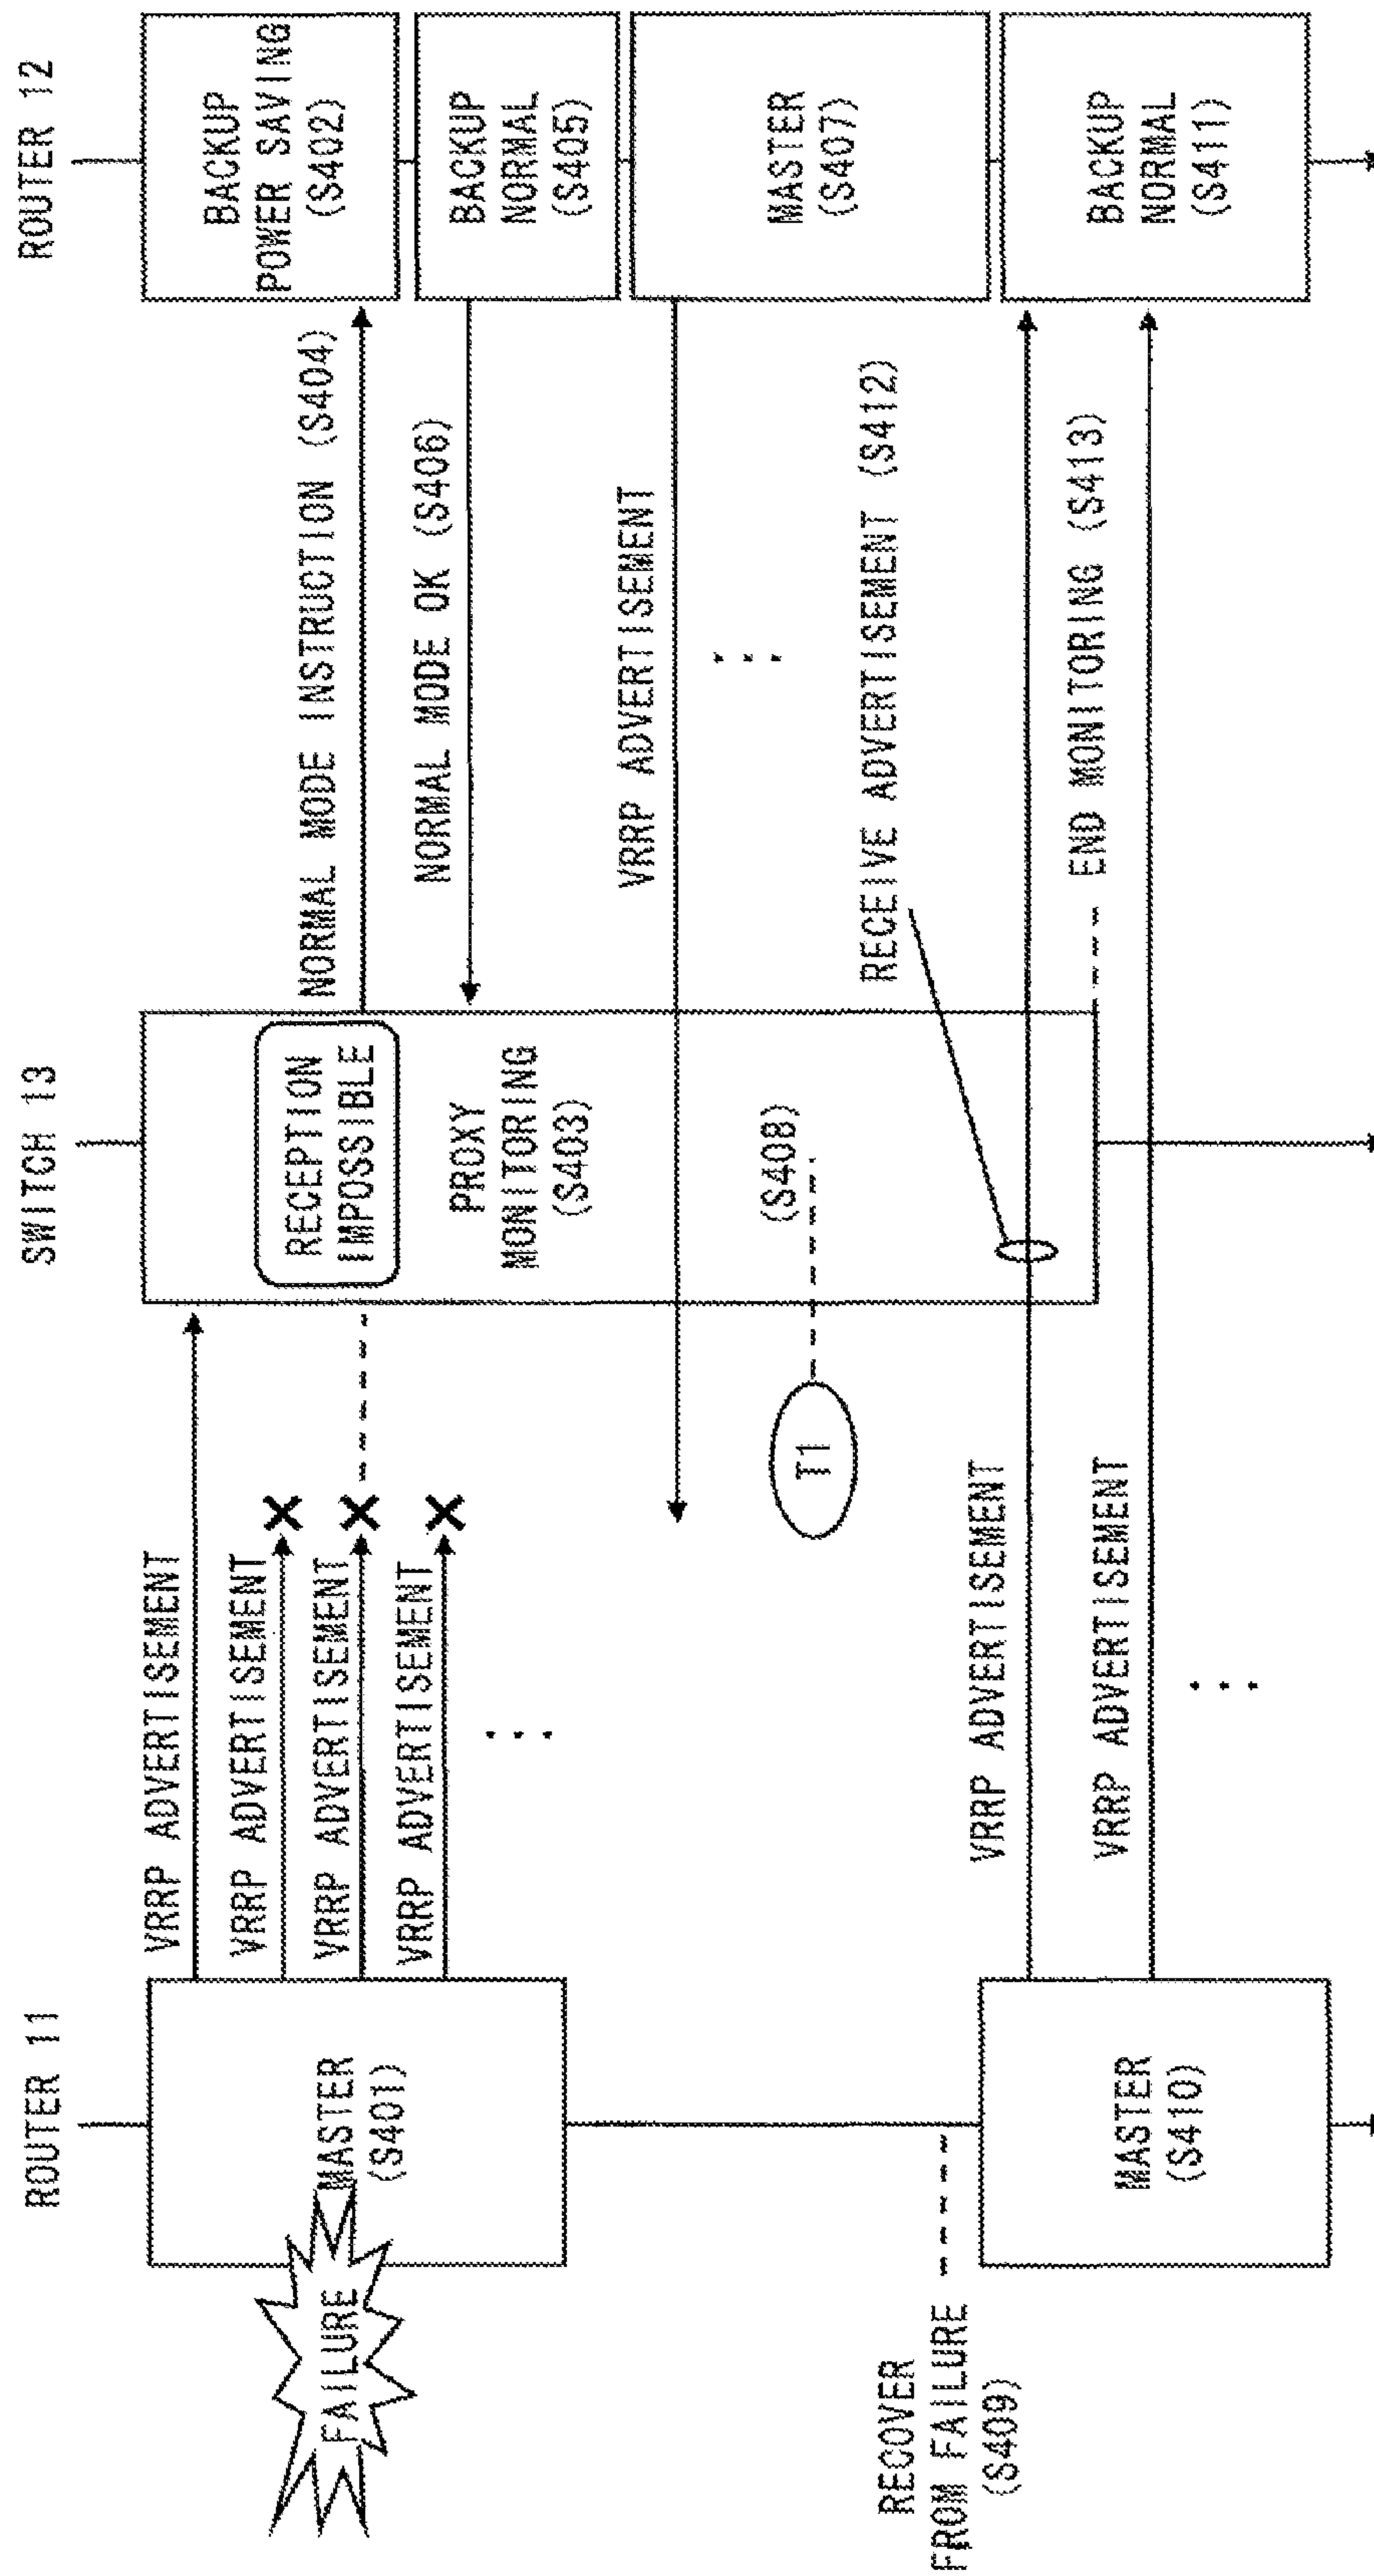 ROUTER 11
SWITCH 13
ROUTER 12
FAILURE
MASTER
(S401)
VRRP ADVERTISEMENT
VRRP ADVERTISEMENT
VRRP ADVERTISEMENT
VRRP ADVERTISEMENT
RECEPTION
IMPOSSIBLE
PROXY
MONITORING
(S403)
NORMAL MODE INSTRUCTION (S404)
BACKUP
POWER SAVING
(S402)
NORMAL MODE OK (S406)
BACKUP
NORMAL
(S405)
VRRP ADVERTISEMENT
MASTER
(S407)
T1
(S408)
RECOVER
FROM FAILURE
(S409)
RECEIVE ADVERTISEMENT (S412)
MASTER
(S410)
VRRP ADVERTISEMENT
VRRP ADVERTISEMENT
END MONITORING (S413)
BACKUP
NORMAL
(S411)